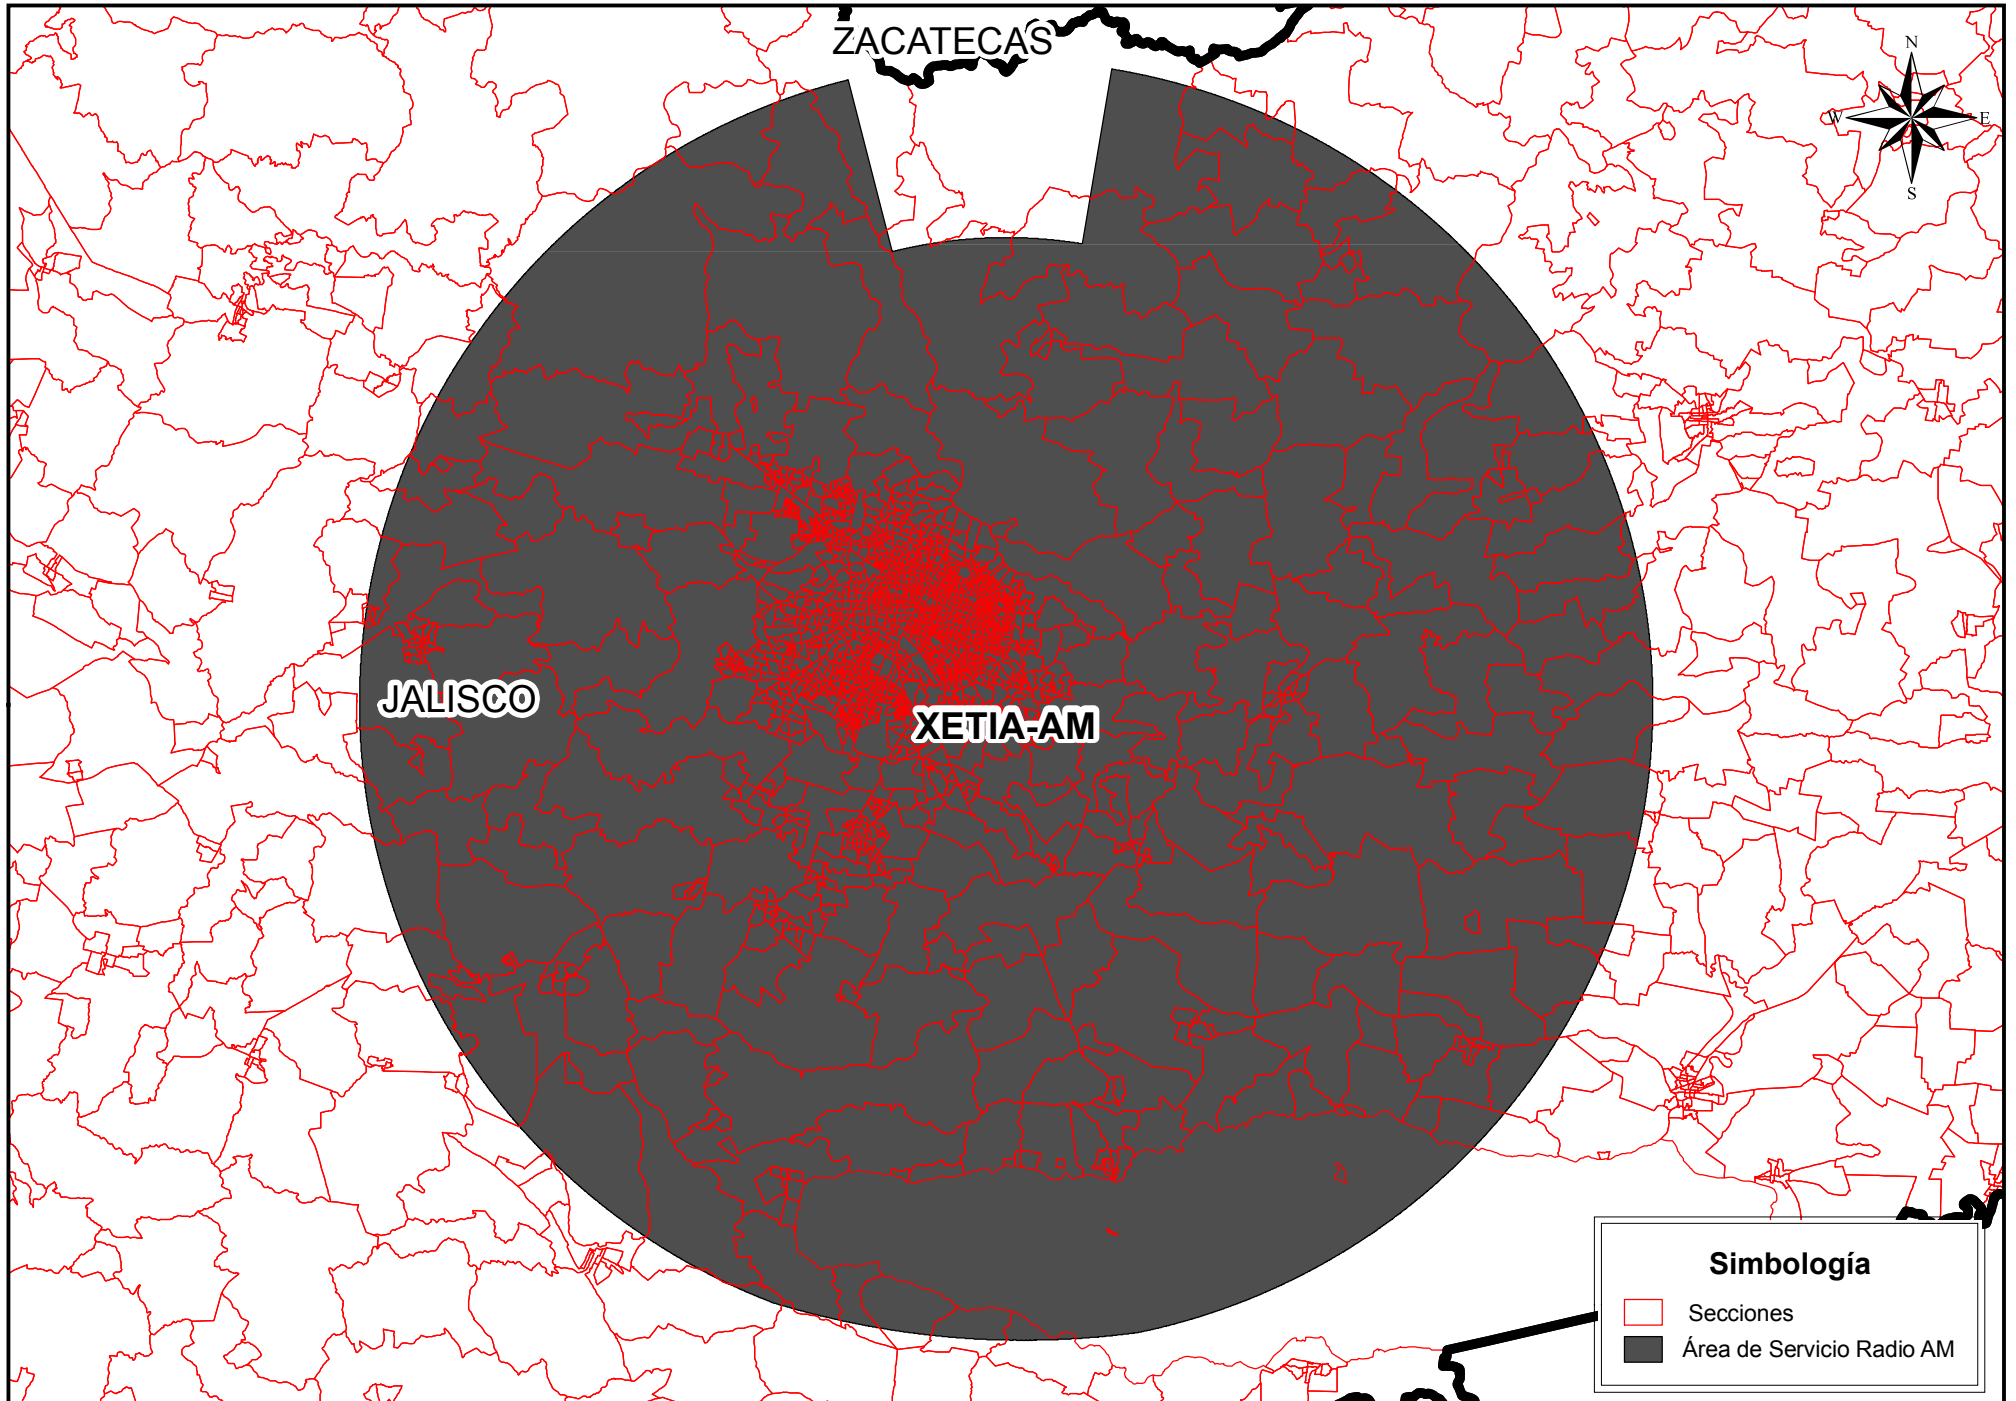 ZACATECAS
N
W
E
S
JALISCO
XETIA-AM
Simbología
Secciones
Área de Servicio Radio AM